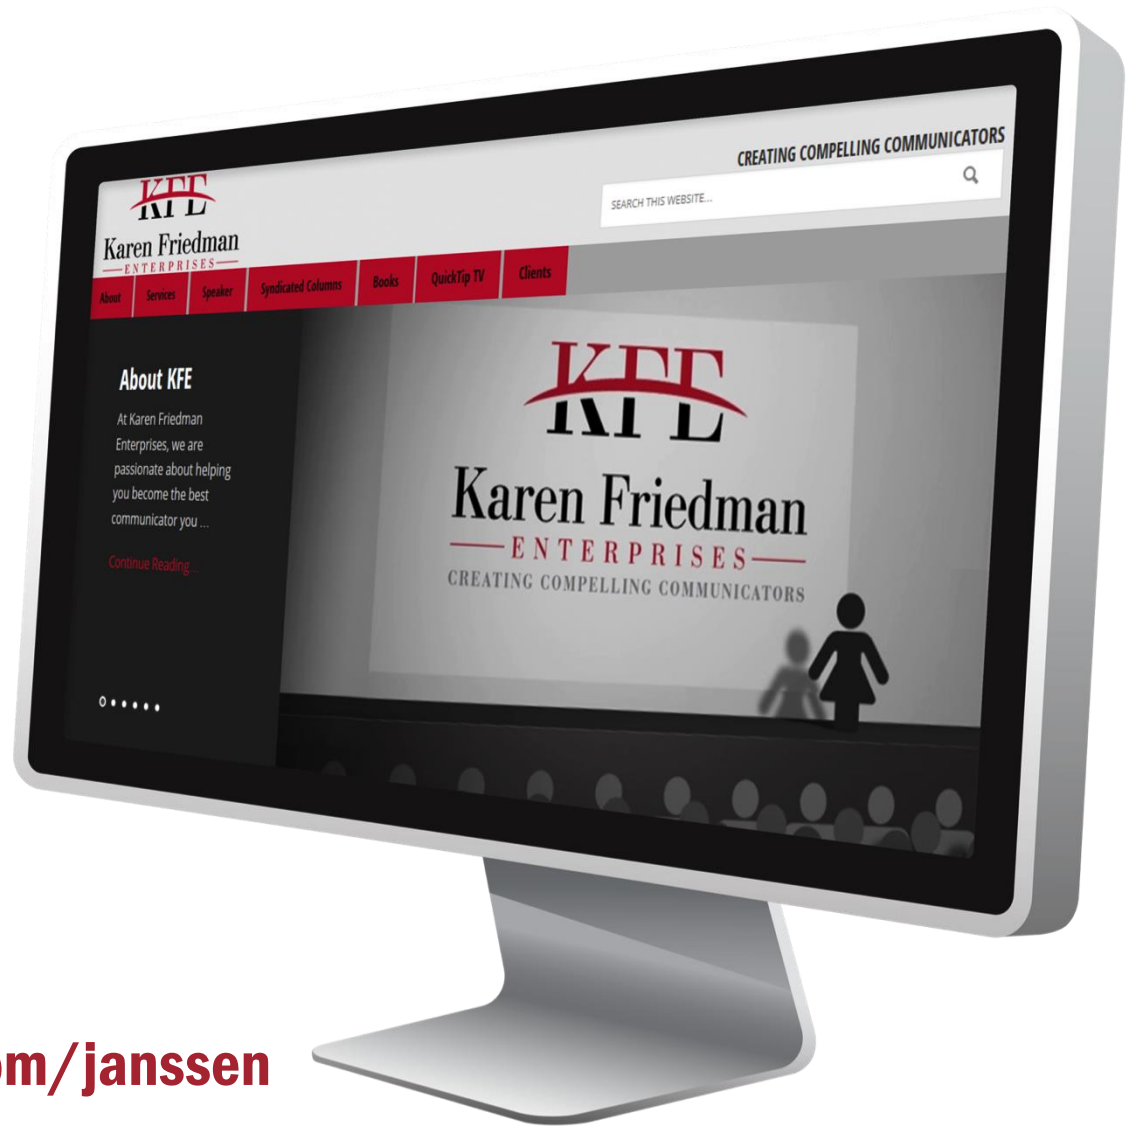 CREATING COMPELLING COMMUNICATORS
SEARCH THIS WEBSITE...
KFE
Karen Friedman
ENTERPRISES
About
Services
Speaker
Syndicated Columns
Books
QuickTip TV
Clients
About KFE
At Karen Friedman
Enterprises, we are
passionate about helping
you become the best
communicator you ...
Continue Reading...
KFE
Karen Friedman
ENTERPRISES
CREATING COMPELLING COMMUNICATORS
om/janssen